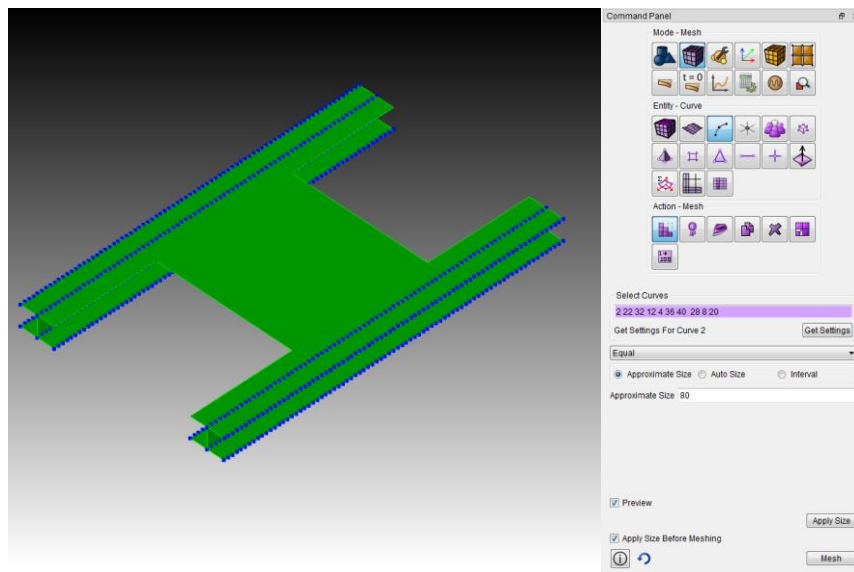 Command Panel
Mode - Mesh
t = 0
Entity - Curve
Action - Mesh
Select Curves
2 22 32 12 4 36 40 28 8 20
Get Settings For Curve 2 Get Settings
Equal
Approximate Size Auto Size Interval
Approximate Size 80
Preview
Apply Size
Apply Size Before Meshing
Mesh